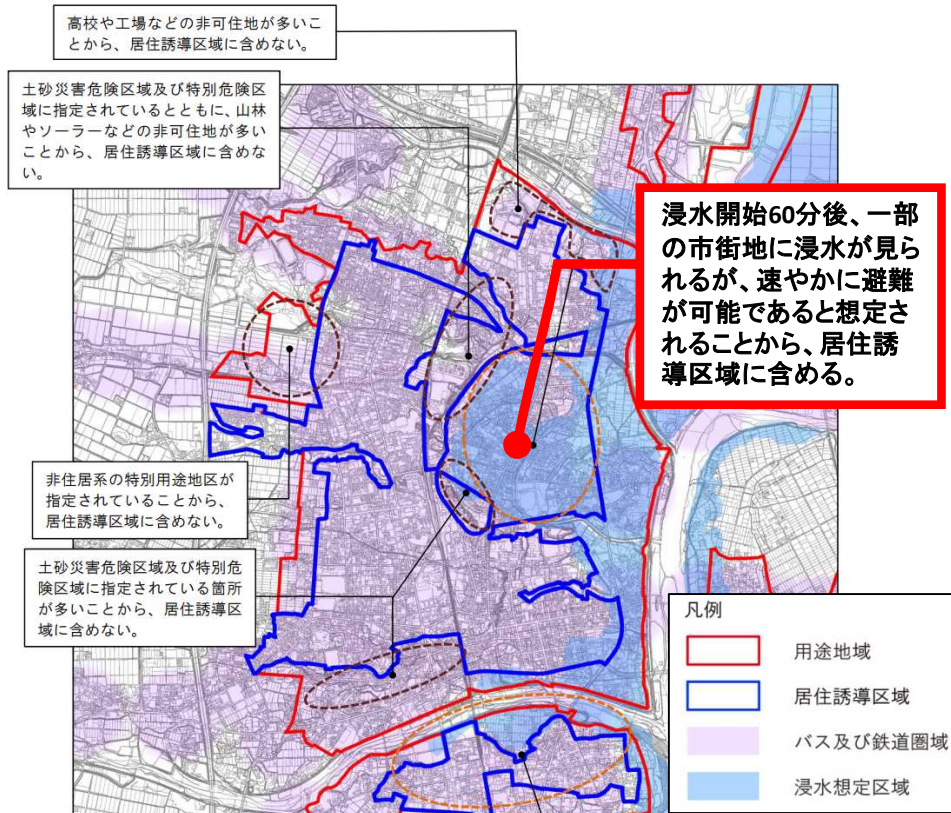 高校や工場などの非可住地が多いこ
とから、居住誘導区域に含めない。
土砂災害危険区域及び特別危険区
域に指定されているとともに、山林
やソーラーなどの非可住地が多い
ことから、居住誘導区域に含めな
い。
浸水開始60分後、一部
の市街地に浸水が見ら
れるが、速やかに避難
が可能であると想定さ
れることから、居住誘
導区域に含める。
非住居系の特別用途地区が
指定されていることから、
居住誘導区域に含めない。
土砂災害危険区域及び特別危
険区域に指定されている箇所
が多いことから、居住誘導区
域に含めない。
凡例
用途地域
居住誘導区域
バス及び鉄道圏域
浸水想定区域